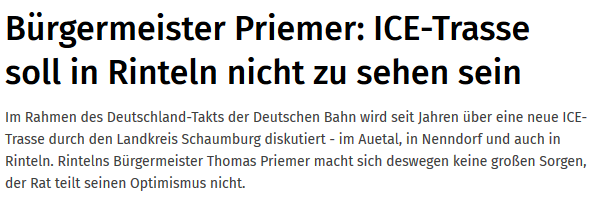 Bürgermeister Priemer: ICE-Trasse
soll in Rinteln nicht zu sehen sein
Im Rahmen des Deutschland-Takts der Deutschen Bahn wird seit Jahren über eine neue ICE-
Trasse durch den Landkreis Schaumburg diskutiert - im Auetal, in Nenndorf und auch in
Rinteln. Rintelns Bürgermeister Thomas Priemer macht sich deswegen keine großen Sorgen,
der Rat teilt seinen Optimismus nicht.